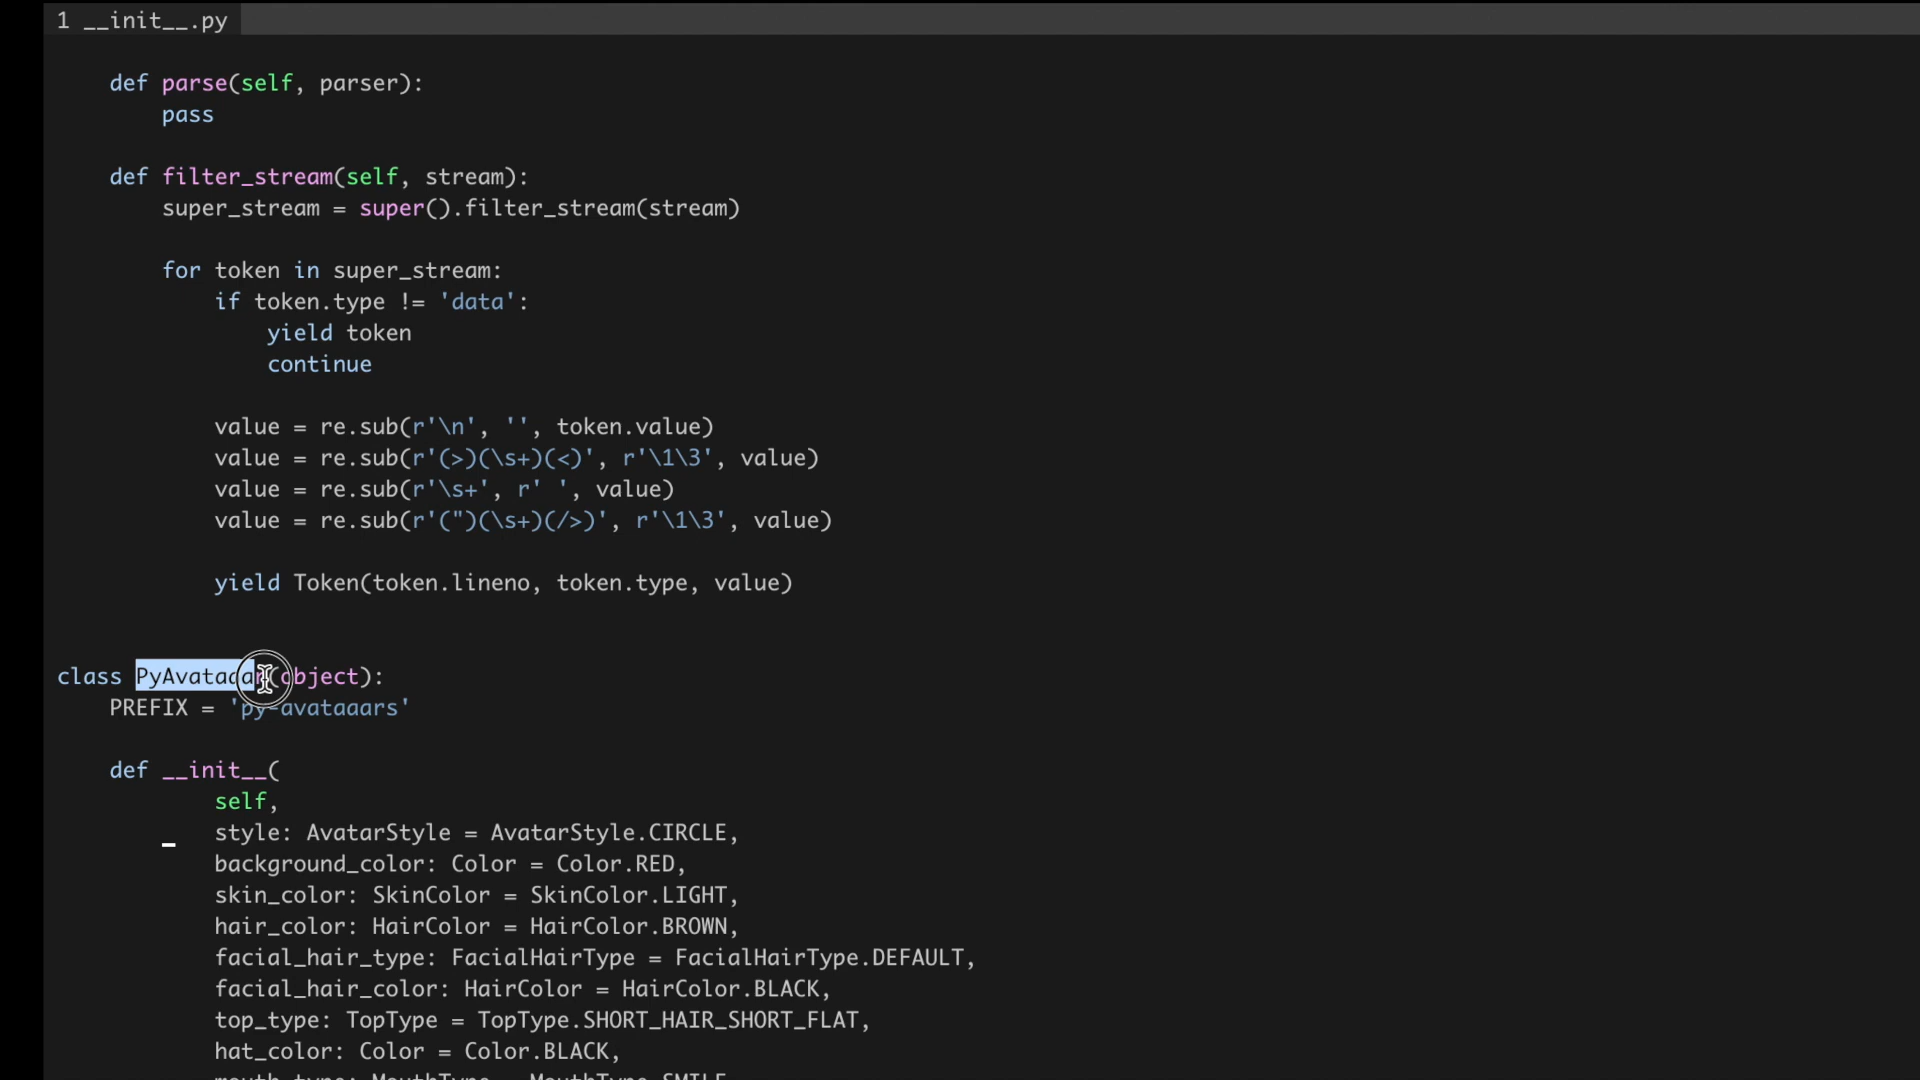 1 __init__.py
def parse(self, parser):
pass
def filter_stream(self, stream):
super_stream = super().filter_stream(stream)
for token in super_stream:
if token.type != 'data':
yield token
continue
value = re.sub(r'\n', '', token.value)
value = re.sub(r'(>)(\s+)(<)', r'\1\3', value)
value = re.sub(r'\s+', r' ', value)
value = re.sub(r'(")(\s+)(/>)', r'\1\3', value)
yield Token(token.lineno, token.type, value)
class PyAvataaar(object):
PREFIX = 'py-avataaars'
def __init__(
self,
style: AvatarStyle = AvatarStyle.CIRCLE,
background_color: Color = Color.RED,
skin_color: SkinColor = SkinColor.LIGHT,
hair_color: HairColor = HairColor.BROWN,
facial_hair_type: FacialHairType = FacialHairType.DEFAULT,
facial_hair_color: HairColor = HairColor.BLACK,
top_type: TopType = TopType.SHORT_HAIR_SHORT_FLAT,
hat_color: Color = Color.BLACK,
mouth_type: MouthType = MouthType.SMILE